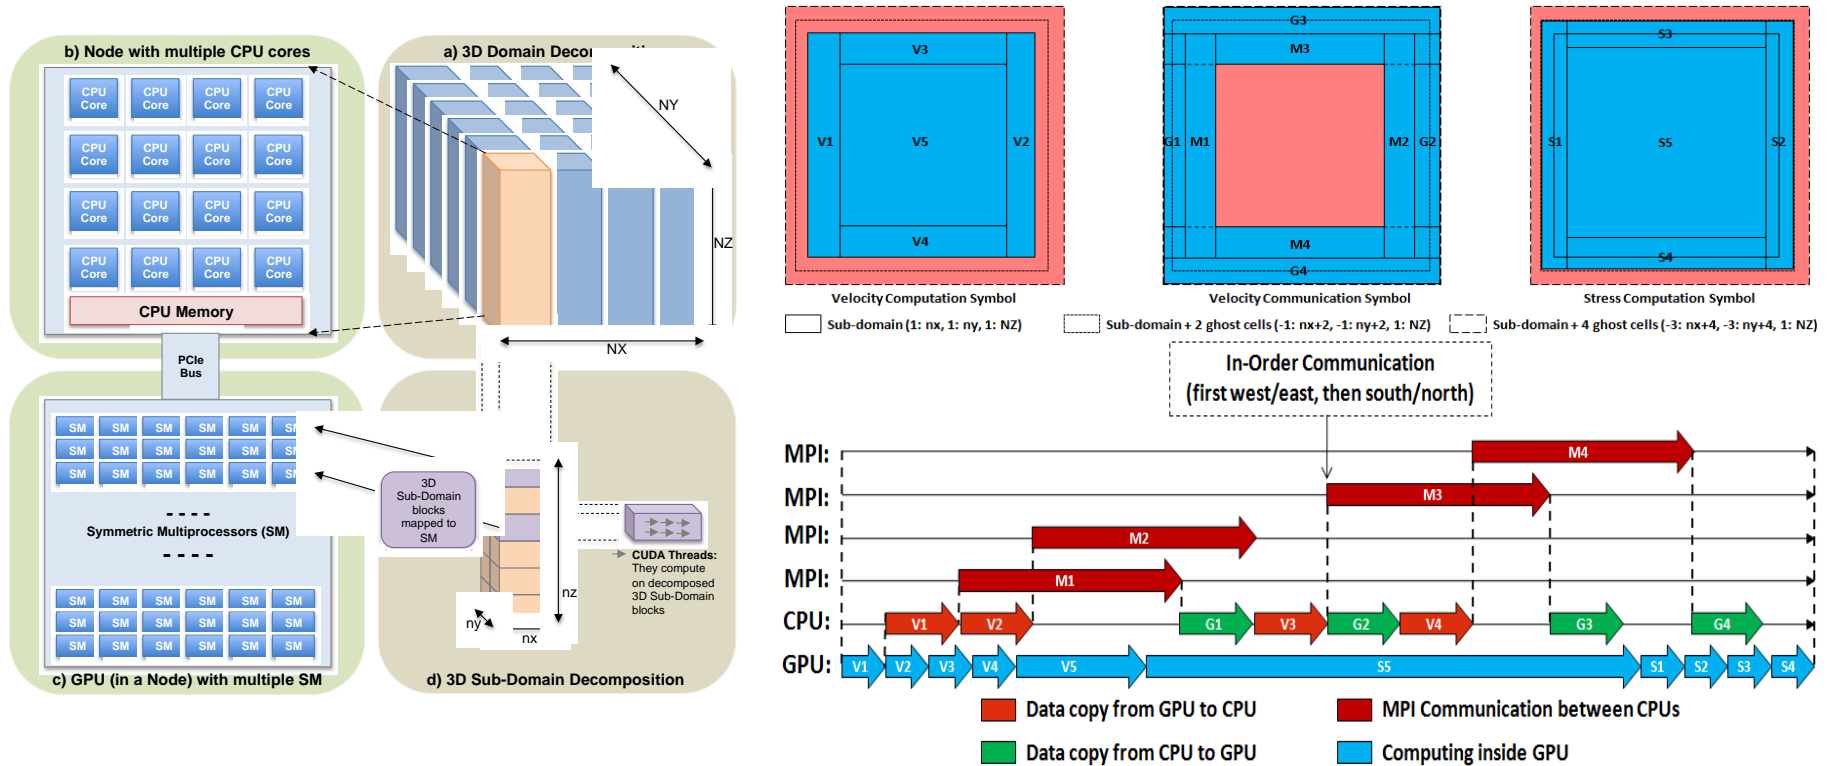 b) Node with multiple CPU cores
CPU CPU CPU CPU
Core Core Core Core
CPU CPU CPU CPU
Core Core Core Core
CPU CPU CPU CPU
Core Core Core Core
CPU CPU CPU CPU
Core Core Core Core
CPU Memory
PCIe
Bus
SM SM SM SM SM SM
SM SM SM SM SM SM
SM SM SM SM SM SM
Symmetric Multiprocessors (SM)
SM SM SM SM SM SM
SM SM SM SM SM SM
SM SM SM SM SM SM
c) GPU (in a Node) with multiple SM
a) 3D Domain
NY
NZ
NX
3D
Sub-Domain
blocks
mapped to
SM
CUDA Threads:
They compute
on decomposed
3D Sub-Domain
blocks
nz
ny
nx
d) 3D Sub-Domain Decomposition
V3
V1 V5 V2
V4
Velocity Computation Symbol
G3
M3
G1 M1 M2 G2
M4
G4
Velocity Communication Symbol
S3
S1 S5 S2
S4
Stress Computation Symbol
Sub-domain (1: nx, 1: ny, 1: NZ)
Sub-domain + 2 ghost cells (-1: nx+2, -1: ny+2, 1: NZ)
Sub-domain + 4 ghost cells (-3: nx+4, -3: ny+4, 1: NZ)
In-Order Communication
(first west/east, then south/north)
MPI: M4
MPI: M3
MPI: M2
MPI: M1
CPU: V1 V2 G1 V3 G2 V4 G3 G4
GPU: V1 V2 V3 V4 V5 S5 S1 S2 S3 S4
Data copy from GPU to CPU
MPI Communication between CPUs
Data copy from CPU to GPU
Computing inside GPU